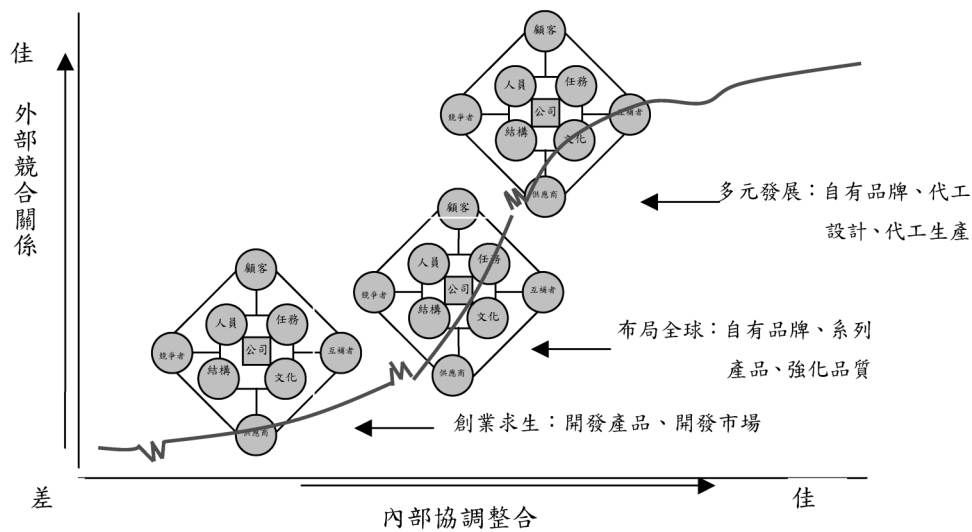 佳
外部競合關係
差
內部協調整合
佳
顧客
人員
任務
競爭者
公司
互補者
結構
文化
供應商
多元發展：自有品牌、代工
設計、代工生產
顧客
人員
任務
競爭者
公司
互補者
結構
文化
供應商
布局全球：自有品牌、系列
產品、強化品質
顧客
人員
任務
競爭者
公司
互補者
結構
文化
供應商
創業求生：開發產品、開發市場